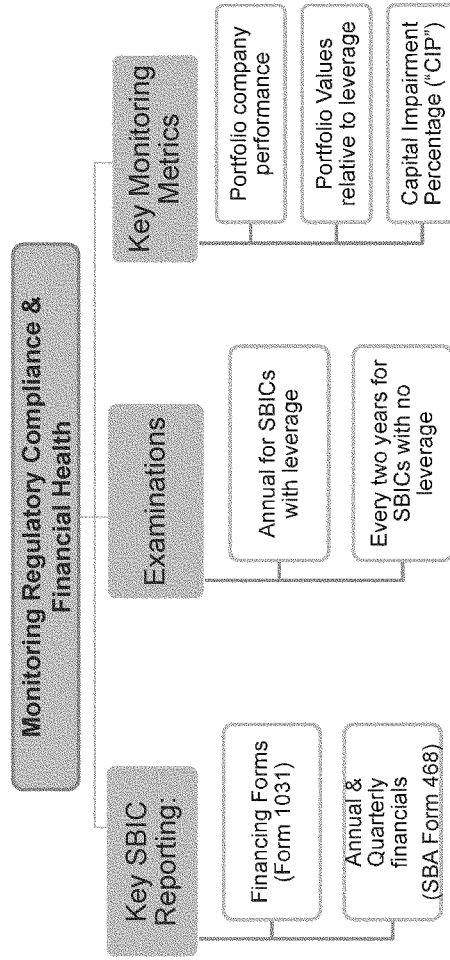 Monitoring Regulatory Compliance &
Financial Health
Key SBIC
Reporting:
Financing Forms
(Form 1031)
Annual &
Quarterly
financials
(SBA Form 468)
Examinations
Annual for SBICs
with leverage
Every two years for
SBICs with no
leverage
Key Monitoring
Metrics
Portfolio company
performance
Portfolio Values
relative to leverage
Capital Impairment
Percentage ("CIP")